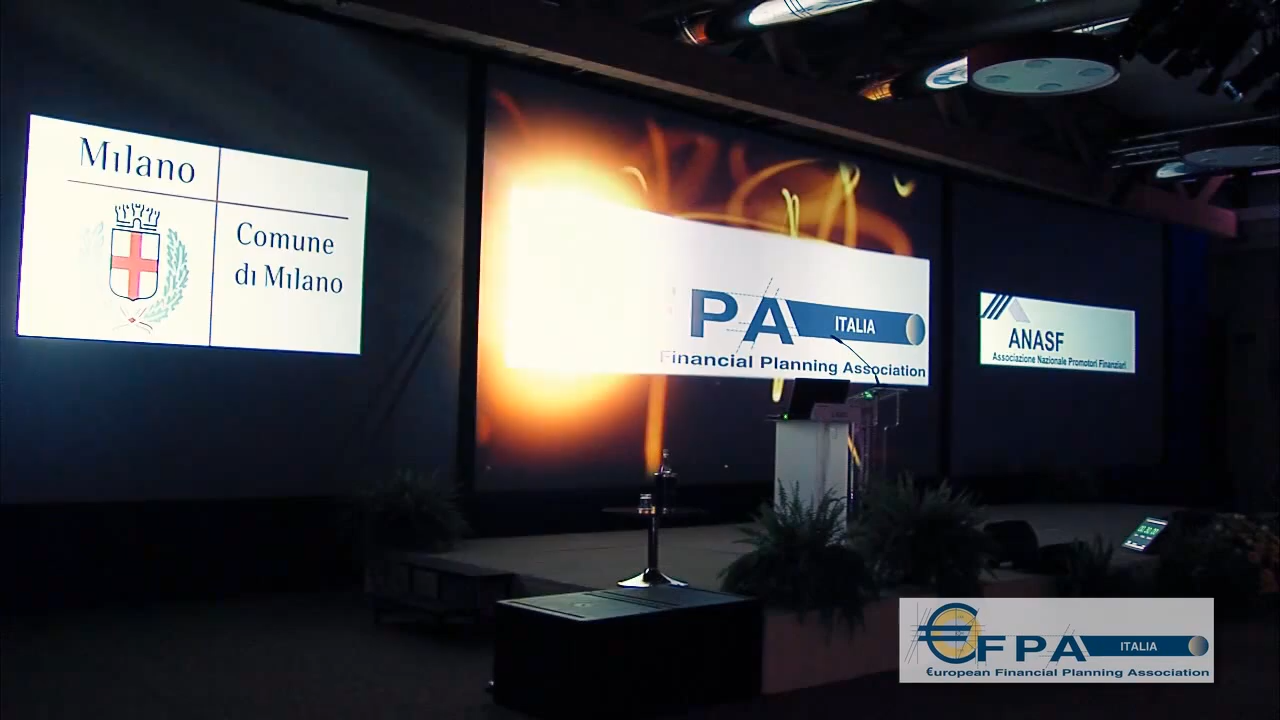 Milano
Comune
di Milano
PA
ITALIA
Financial Planning Association
ANASF
Associazione Nazionale Promotori Finanziari
€FPA ITALIA
€uropean Financial Planning Association